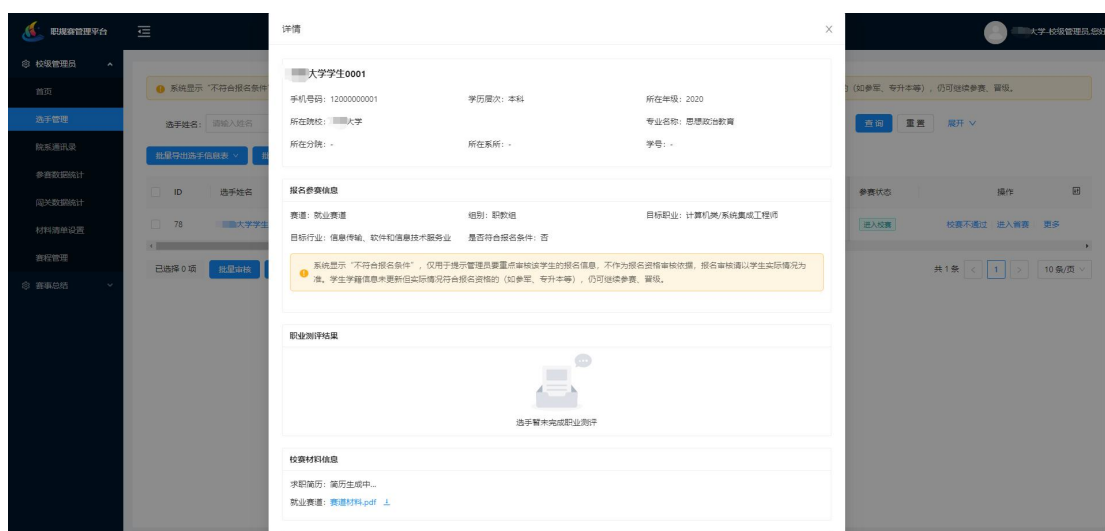 职规赛管理平台
大学-校级管理员,您好
校级管理员
首页
选手管理
院系通讯录
参赛数据统计
闯关数据统计
材料清单设置
赛程管理
赛事总结
系统显示“不符合报名条件
(如参军、专升本等),仍可继续参赛、晋级。
选手姓名: 请输入姓名
查 询
重 置
展开
批量导出选手信息表
ID
选手姓名
参赛状态
操作
78
大学学生
进入校赛
校赛不通过
进入省赛
更多
已选择 0 项
批量审核
共 1 条
1
10 条/页
详情
大学学生0001
手机号码: 12000000001
学历层次: 本科
所在年级: 2020
所在院校:
大学
专业名称: 思想政治教育
所在分院: -
所在系所: -
学号: -
报名参赛信息
赛道: 就业赛道
组别: 职教组
目标职业: 计算机类/系统集成工程师
目标行业: 信息传输、软件和信息技术服务业
是否符合报名条件: 否
系统显示“不符合报名条件”,仅用于提示管理员要重点审核该学生的报名信息,不作为报名资格审核依据,报名审核请以学生实际情况为
准。学生学籍信息未更新但实际情况符合报名资格的(如参军、专升本等),仍可继续参赛、晋级。
职业测评结果
选手暂未完成职业测评
校赛材料信息
求职简历: 简历生成中...
就业赛道: 赛道材料.pdf